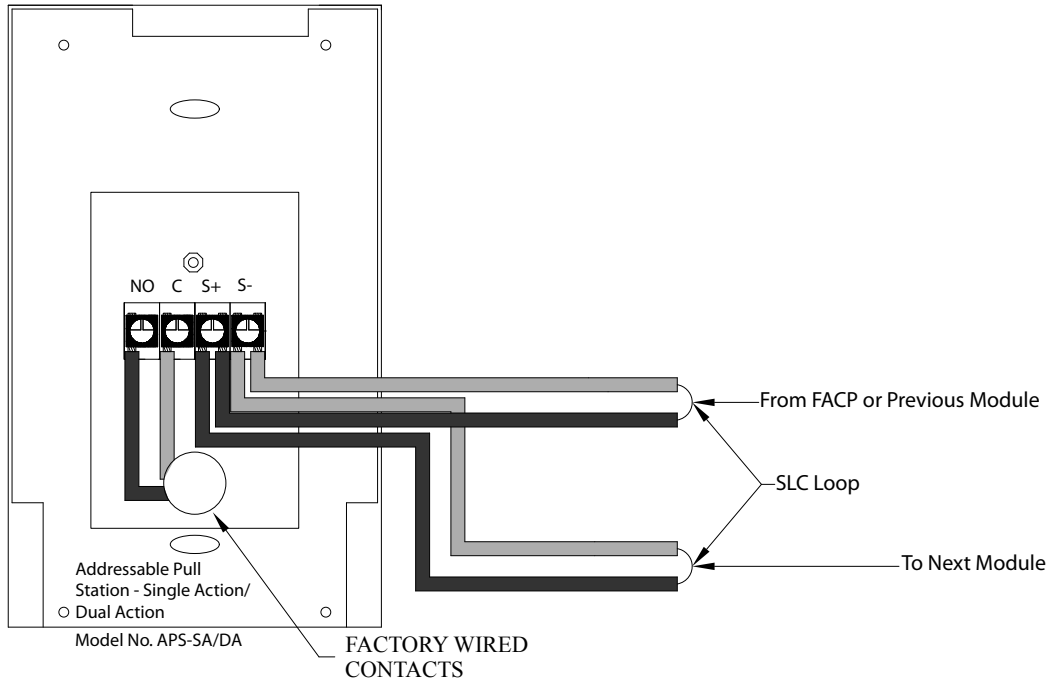 NO C S+ S-
From FACP or Previous Module
SLC Loop
To Next Module
Addressable Pull
Station - Single Action/
Dual Action
Model No. APS-SA/DA
FACTORY WIRED
CONTACTS